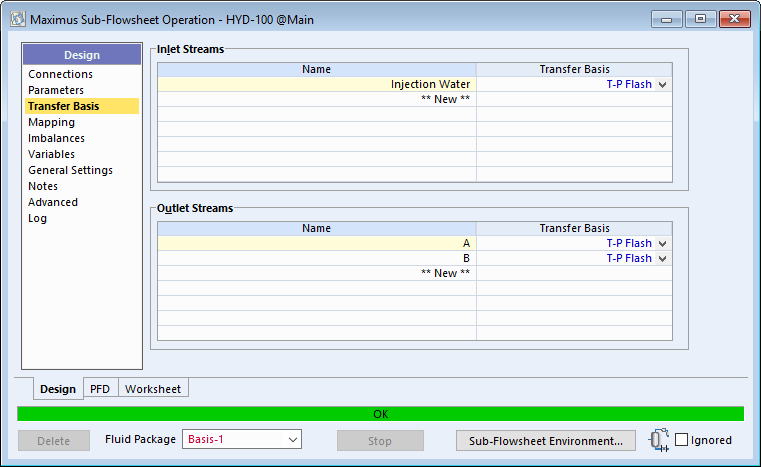 Maximus Sub-Flowsheet Operation - HYD-100 @Main
Design
Connections
Parameters
Transfer Basis
Mapping
Imbalances
Variables
General Settings
Notes
Advanced
Log
Inlet Streams
Name Transfer Basis
Injection Water T-P Flash
** New **
Outlet Streams
Name Transfer Basis
A T-P Flash
B T-P Flash
** New **
Design PFD Worksheet
OK
Delete Fluid Package Basis-1 Stop Sub-Flowsheet Environment... Ignored